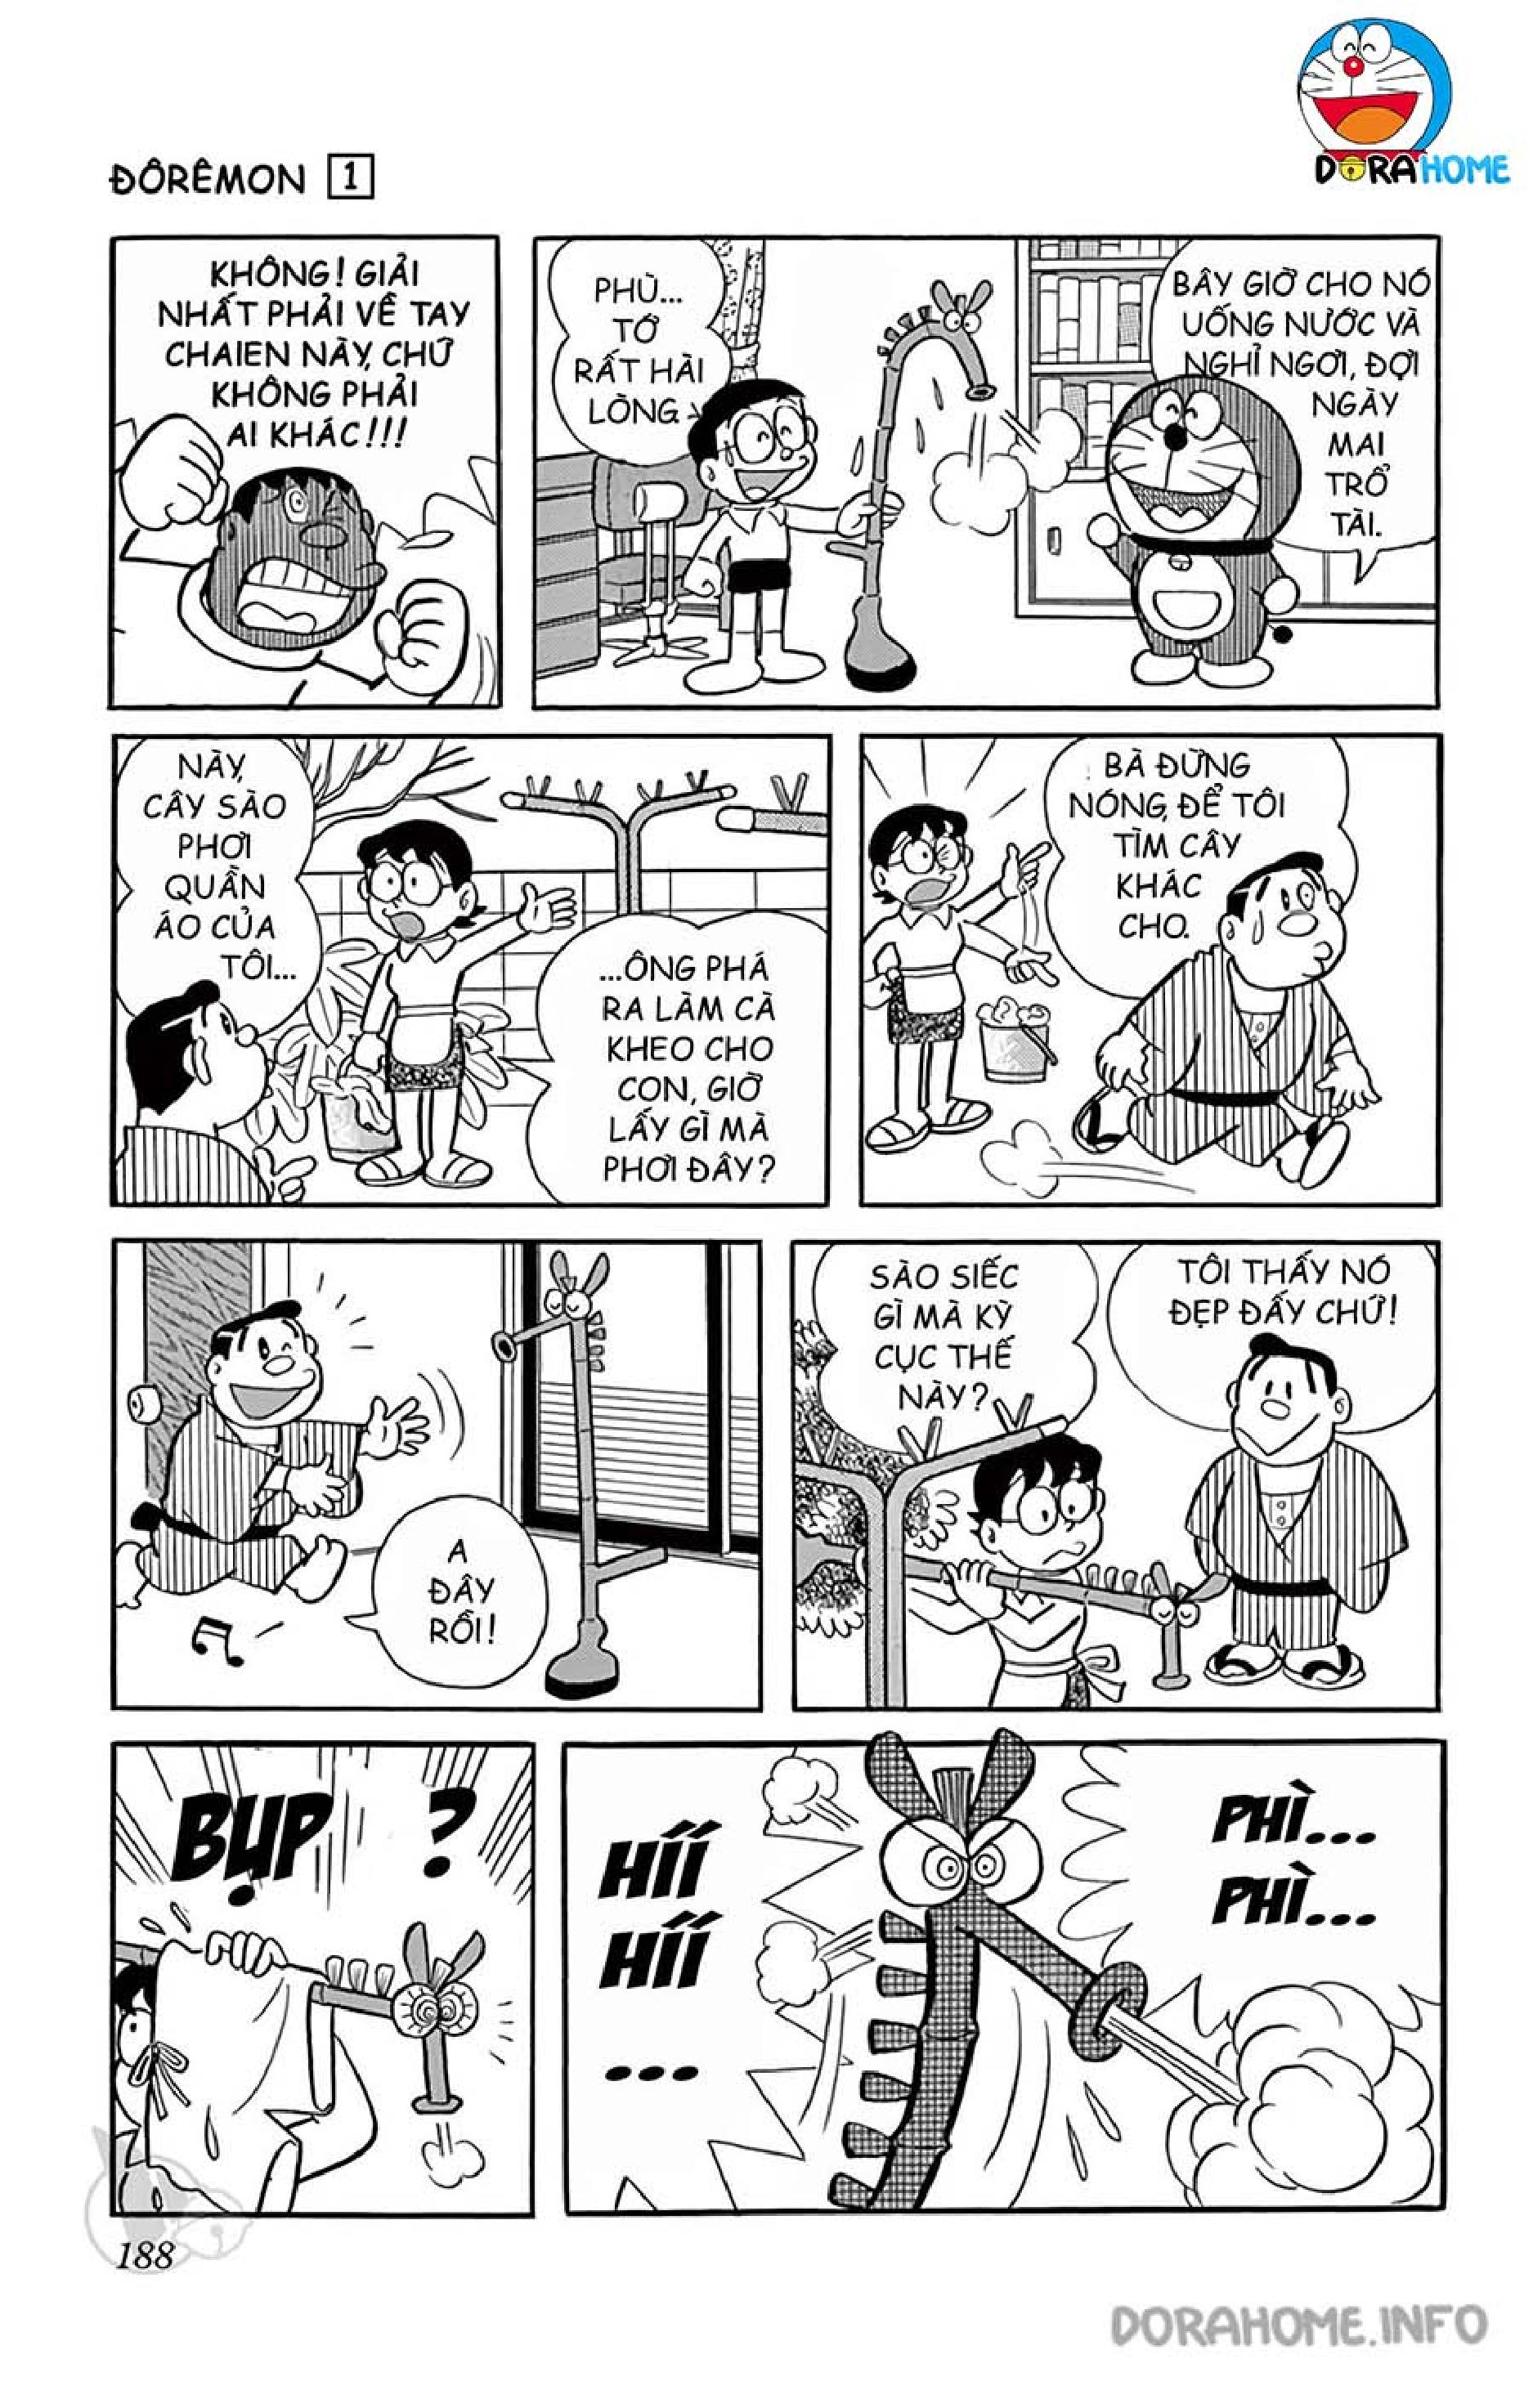 DORAHOME
ĐÔRÊMON 1
KHÔNG! GIẢI
NHẤT PHẢI VỀ TAY
CHAIEN NÀY, CHỨ
KHÔNG PHẢI
AI KHÁC!!!
PHÙ...
TỚ
RẤT HÀI
LÒNG
BÂY GIỜ CHO NÓ
UỐNG NƯỚC VÀ
NGHỈ NGƠI, ĐỢI
NGÀY
MAI
TRỔ
TÀI.
NÀY,
CÂY SÀO
PHƠI
QUẦN
ÁO CỦA
TÔI...
...ÔNG PHÁ
RA LÀM CÀ
KHEO CHO
CON, GIỜ
LẤY GÌ MÀ
PHƠI ĐÂY?
BÀ ĐỪNG
NÓNG, ĐỂ TÔI
TÌM CÂY
KHÁC
CHO.
A
ĐÂY
RỒI!
SÀO SIẾC
GÌ MÀ KỲ
CỤC THẾ
NÀY?
TÔI THẤY NÓ
ĐẸP ĐẤY CHỨ!
BỤP ?
HÍÍ
HÍÍ
...
PHÌ...
PHÌ...
188
DORAHOME.INFO